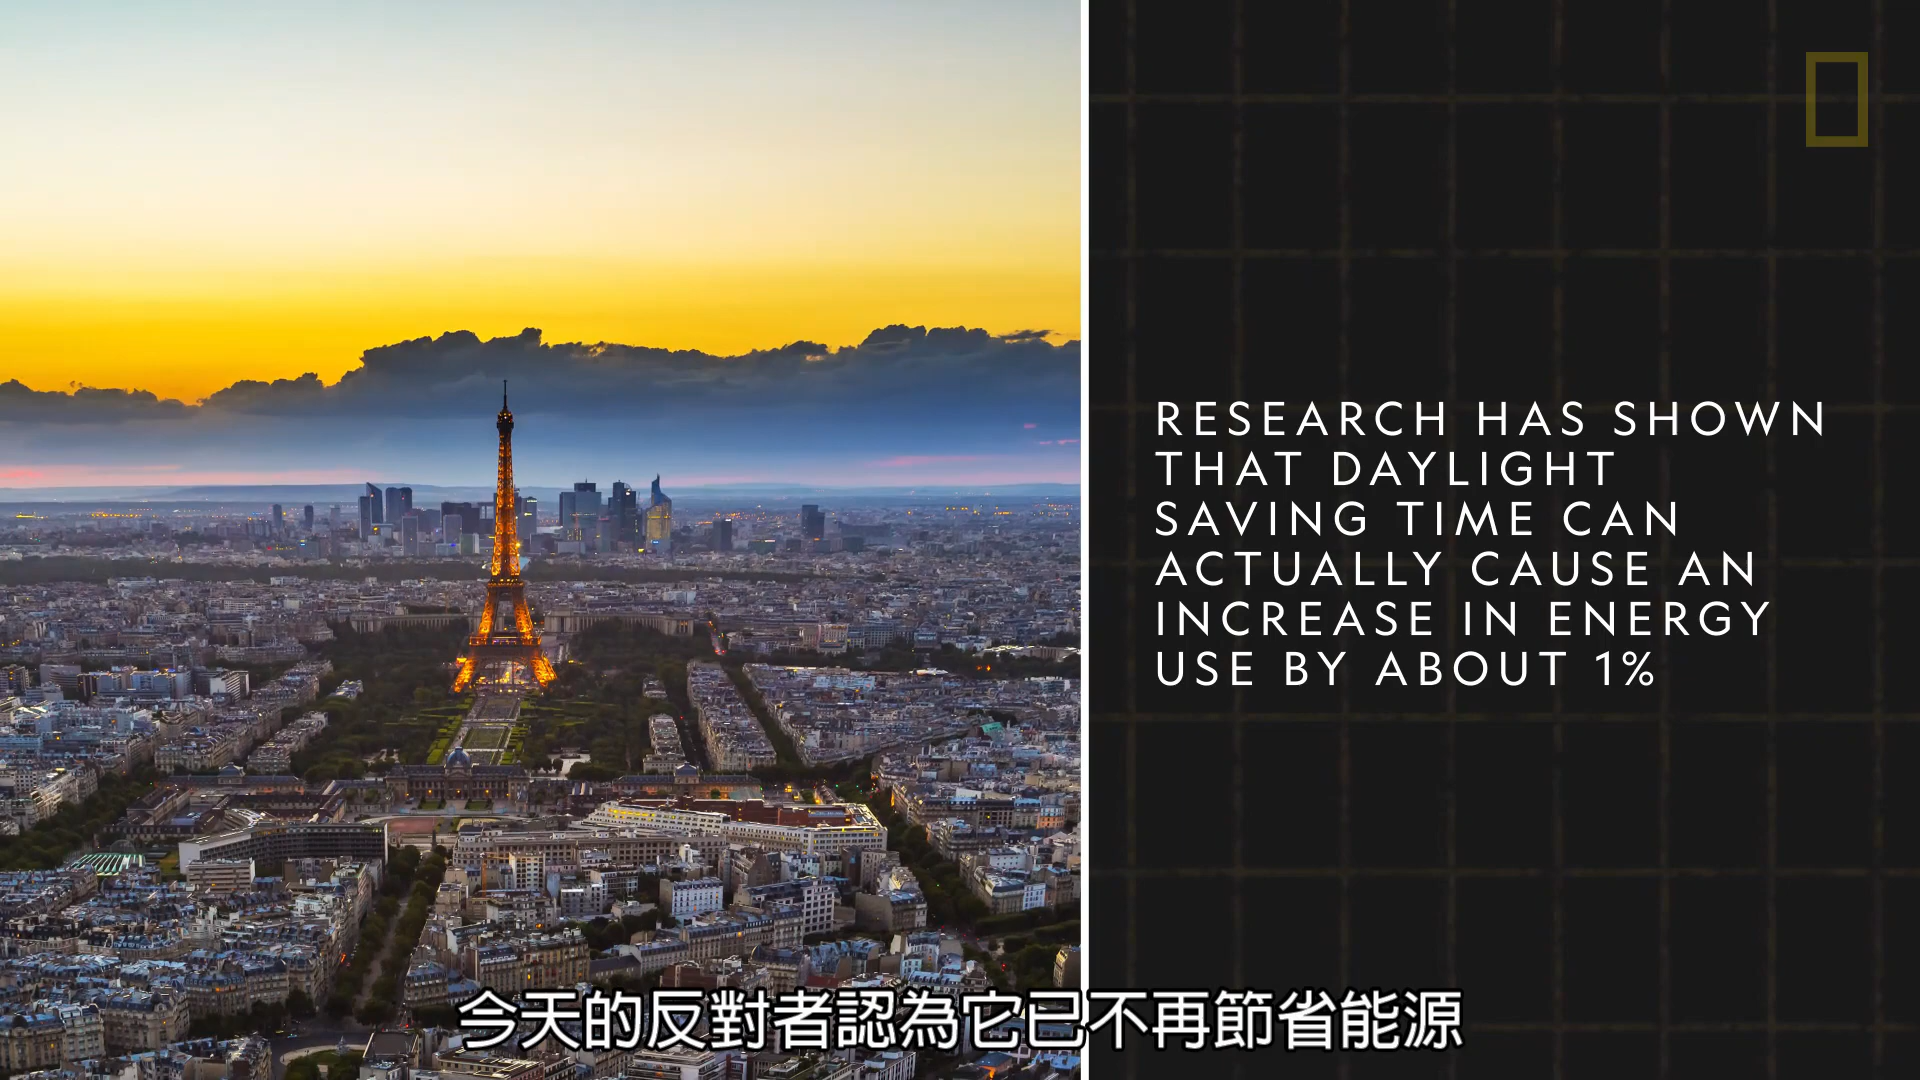 RESEARCH HAS SHOWN
THAT DAYLIGHT
SAVING TIME CAN
ACTUALLY CAUSE AN
INCREASE IN ENERGY
USE BY ABOUT 1%
今天的反對者認為它已不再節省能源